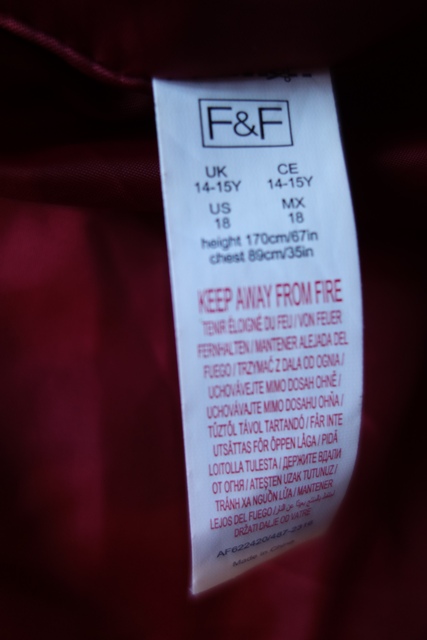 F&F
UK CE
14-15Y 14-15Y
US MX
18 18
height 170cm/67in
chest 89cm/35in
KEEP AWAY FROM FIRE
TENIR ÉLOIGNÉ DU FEU / VON FEUER
FERNHALTEN / MANTENER ALEJADA DEL
FUEGO / TRZYMAĆ Z DALA OD OGNIA /
UCHOVÁVEJTE MIMO DOSAH OHNĚ /
UCHOVÁVAJTE MIMO DOSAHU OHŇA /
TŰZTŐL TÁVOL TARTANDÓ / FÅR INTE
UTSÄTTAS FÖR ÖPPEN LÅGA / PIDÄ
LOITOLLA TULESTA / ДЕРЖИТЕ ВДАЛИ
ОТ ОГНЯ / ATEŞTEN UZAK TUTUNUZ /
TRÁNH XA NGUỒN LỬA / MANTENER
LEJOS DEL FUEGO /
DRŽATI DALJE OD VATRE
Made in China